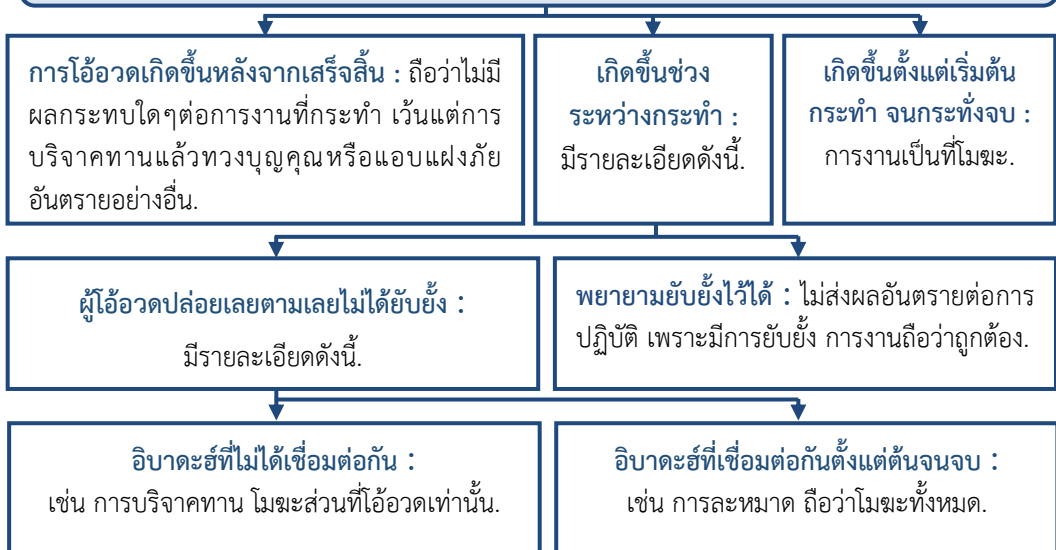 การโอ้อวดเกิดขึ้นหลังจากเสร็จสิ้น : ถือว่าไม่มี
ผลกระทบใดๆต่อการงานที่กระทำ เว้นแต่การ
บริจาคทานแล้วทวงบุญคุณหรือแอบแฝงภัย
อันตรายอย่างอื่น.
เกิดขึ้นช่วง
ระหว่างกระทำ :
มีรายละเอียดดังนี้.
เกิดขึ้นตั้งแต่เริ่มต้น
กระทำ จนกระทั่งจบ :
การงานเป็นที่โมฆะ.
ผู้โอ้อวดปล่อยเลยตามเลยไม่ได้ยับยั้ง :
มีรายละเอียดดังนี้.
พยายามยับยั้งไว้ได้ : ไม่ส่งผลอันตรายต่อการ
ปฏิบัติ เพราะมีการยับยั้ง การงานถือว่าถูกต้อง.
อิบาดะฮ์ที่ไม่ได้เชื่อมต่อกัน :
เช่น การบริจาคทาน โมฆะส่วนที่โอ้อวดเท่านั้น.
อิบาดะฮ์ที่เชื่อมต่อกันตั้งแต่ต้นจนจบ :
เช่น การละหมาด ถือว่าโมฆะทั้งหมด.